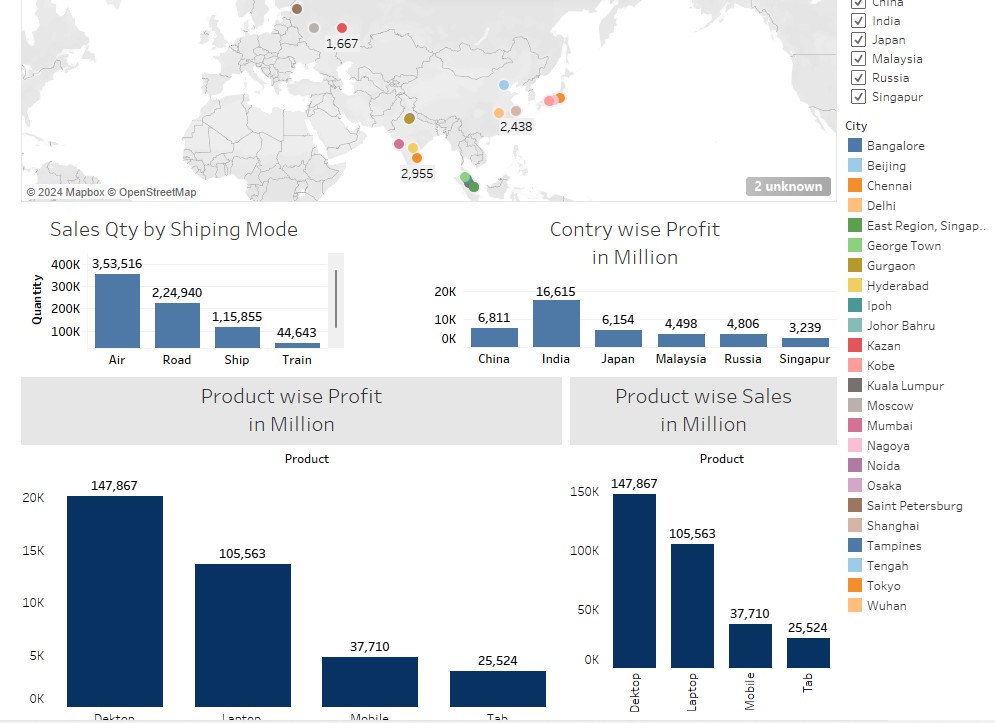 China
India
Japan
Malaysia
Russia
Singapur
1,667
2,438
2,955
© 2024 Mapbox © OpenStreetMap
2 unknown
City
Bangalore
Beijing
Chennai
Delhi
East Region, Singap..
George Town
Gurgaon
Hyderabad
Ipoh
Johor Bahru
Kazan
Kobe
Kuala Lumpur
Moscow
Mumbai
Nagoya
Noida
Osaka
Saint Petersburg
Shanghai
Tampines
Tengah
Tokyo
Wuhan
Sales Qty by Shiping Mode
Quantity
400K
300K
200K
100K
3,53,516
2,24,940
1,15,855
44,643
Air Road Ship Train
Contry wise Profit
in Million
20K
10K
0K
6,811
16,615
6,154
4,498
4,806
3,239
China India Japan Malaysia Russia Singapur
Product wise Profit
in Million
Product
20K
15K
10K
5K
0K
147,867
105,563
37,710
25,524
Dektop Laptop Mobile Tab
Product wise Sales
in Million
Product
150K
100K
50K
0K
147,867
105,563
37,710
25,524
Dektop
Laptop
Mobile
Tab